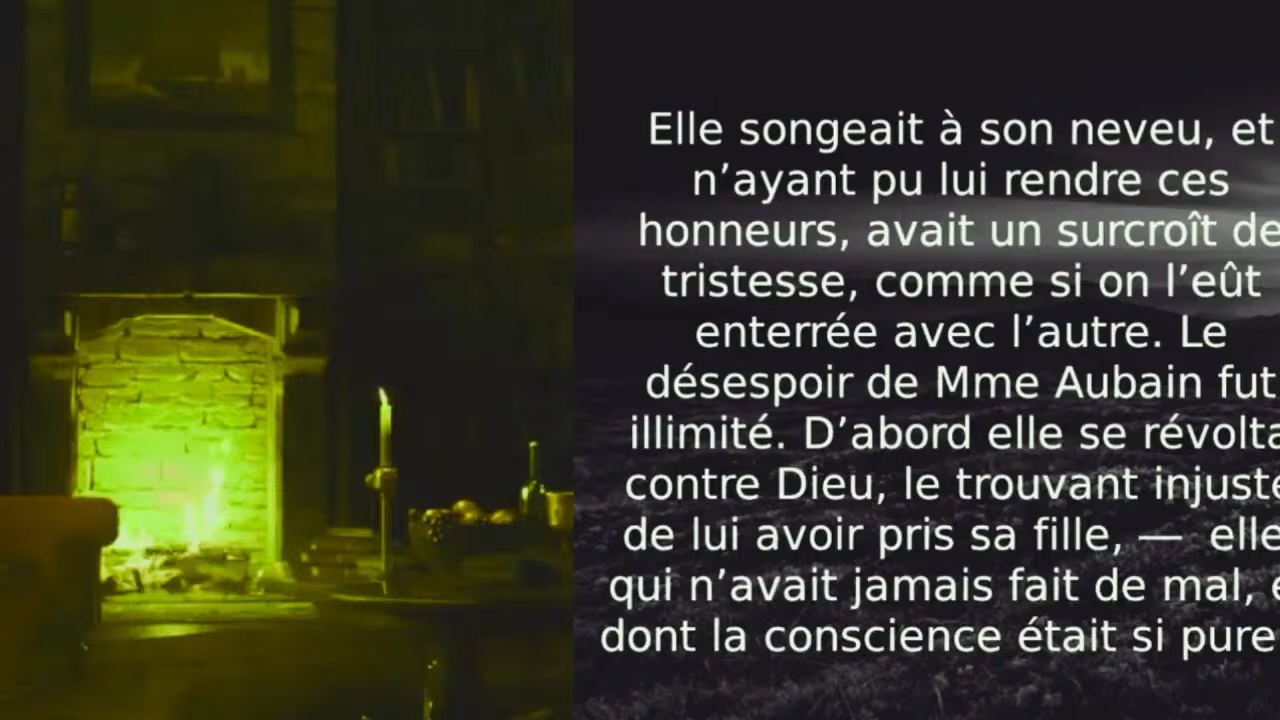 Elle songeait à son neveu, et
n’ayant pu lui rendre ces
honneurs, avait un surcroît de
tristesse, comme si on l’eût
enterrée avec l’autre. Le
désespoir de Mme Aubain fut
illimité. D’abord elle se révolta
contre Dieu, le trouvant injuste
de lui avoir pris sa fille, — elle
qui n’avait jamais fait de mal,
dont la conscience était si pure